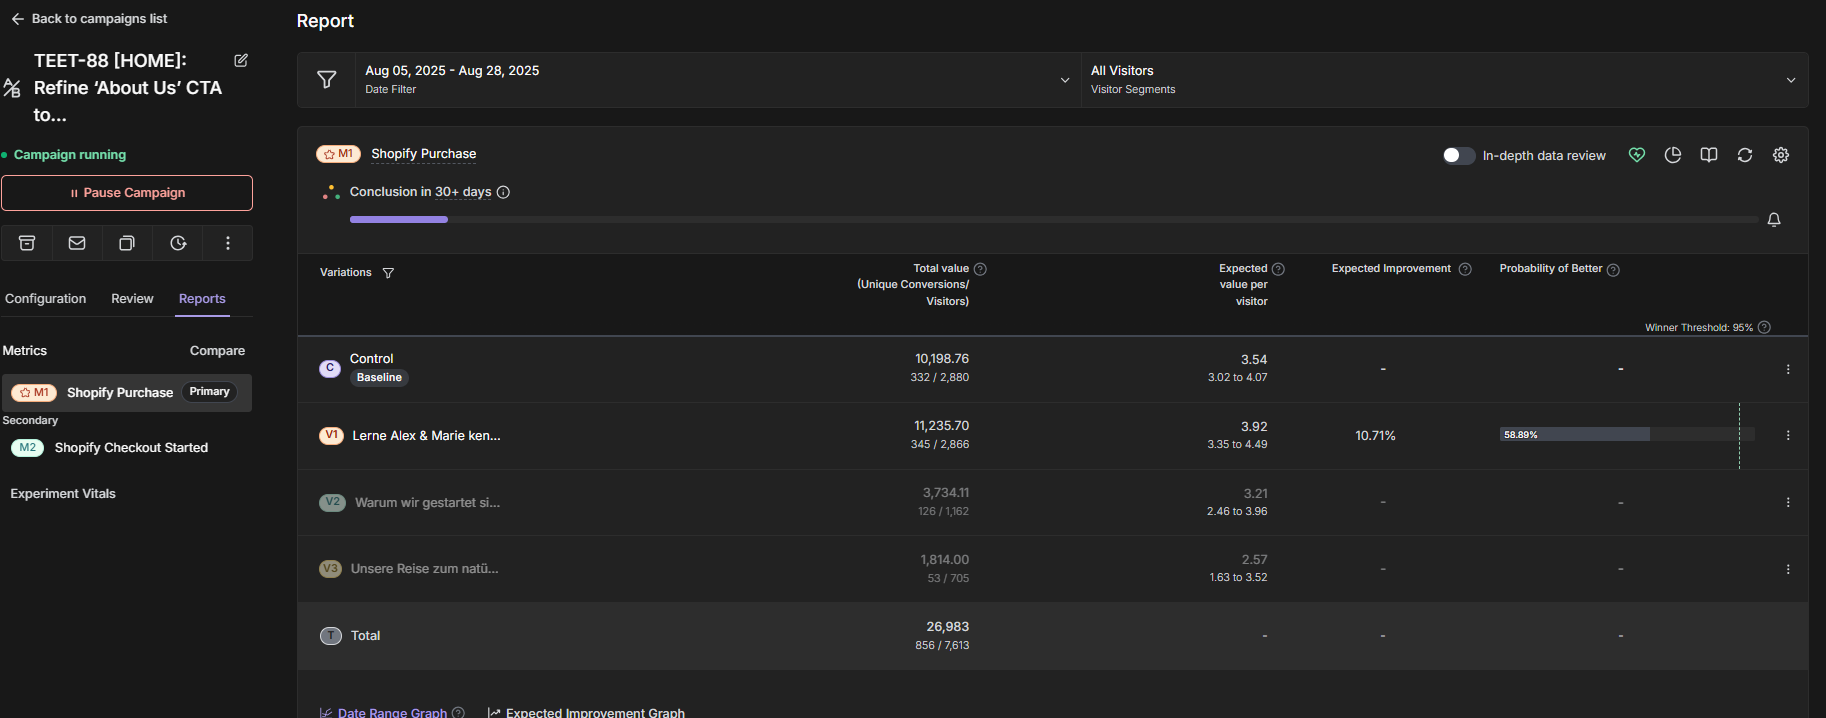 Back to campaigns list
TEET-88 [HOME]:
Refine ‘About Us’ CTA
to...
Campaign running
Pause Campaign
Configuration
Review
Reports
Metrics
Compare
M1
Shopify Purchase
Primary
Secondary
M2
Shopify Checkout Started
Experiment Vitals
Report
Aug 05, 2025 - Aug 28, 2025
Date Filter
All Visitors
Visitor Segments
M1
Shopify Purchase
In-depth data review
Conclusion in 30+ days
Variations
Total value
(Unique Conversions/
Visitors)
Expected
value per
visitor
Expected Improvement
Probability of Better
Winner Threshold: 95%
C
Control
Baseline
10,198.76
332 / 2,880
3.54
3.02 to 4.07
-
-
V1
Lerne Alex & Marie ken...
11,235.70
345 / 2,866
3.92
3.35 to 4.49
10.71%
58.89%
V2
Warum wir gestartet si...
3,734.11
126 / 1,162
3.21
2.46 to 3.96
-
-
V3
Unsere Reise zum natü...
1,814.00
53 / 705
2.57
1.63 to 3.52
-
-
T
Total
26,983
856 / 7,613
-
-
-
Date Range Graph
Expected Improvement Graph